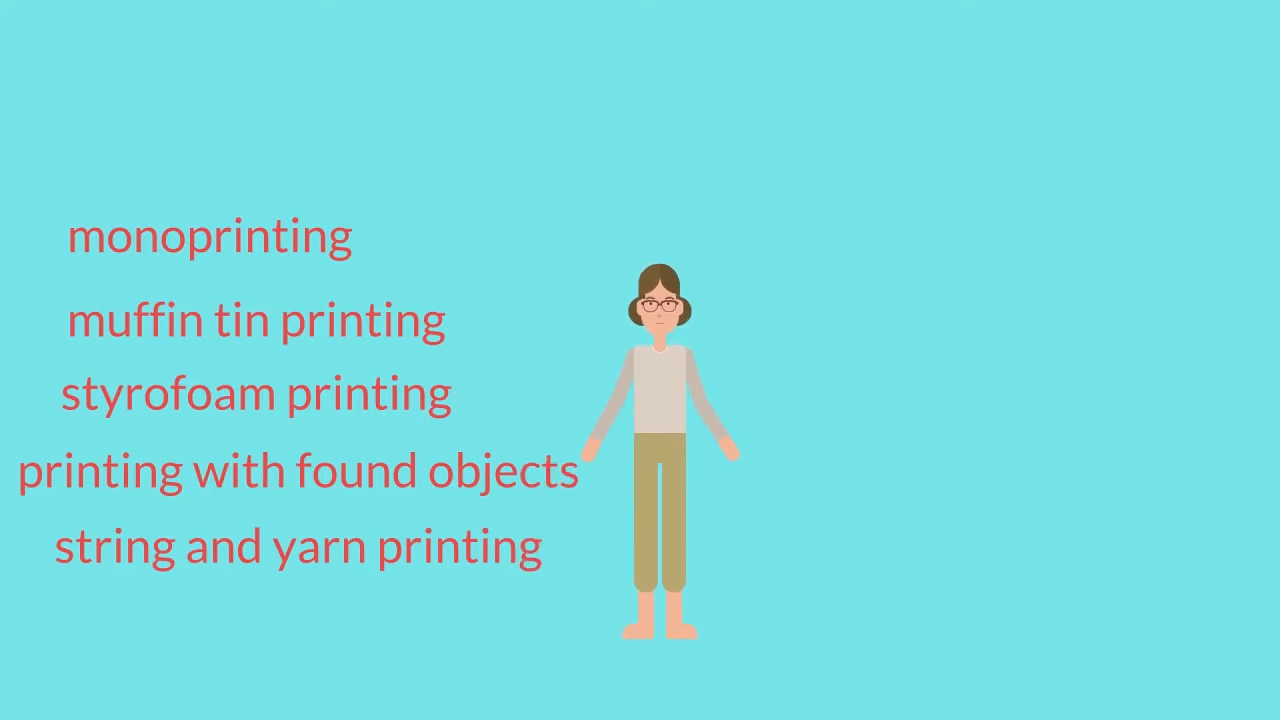 monoprinting
muffin tin printing
styrofoam printing
printing with found objects
string and yarn printing